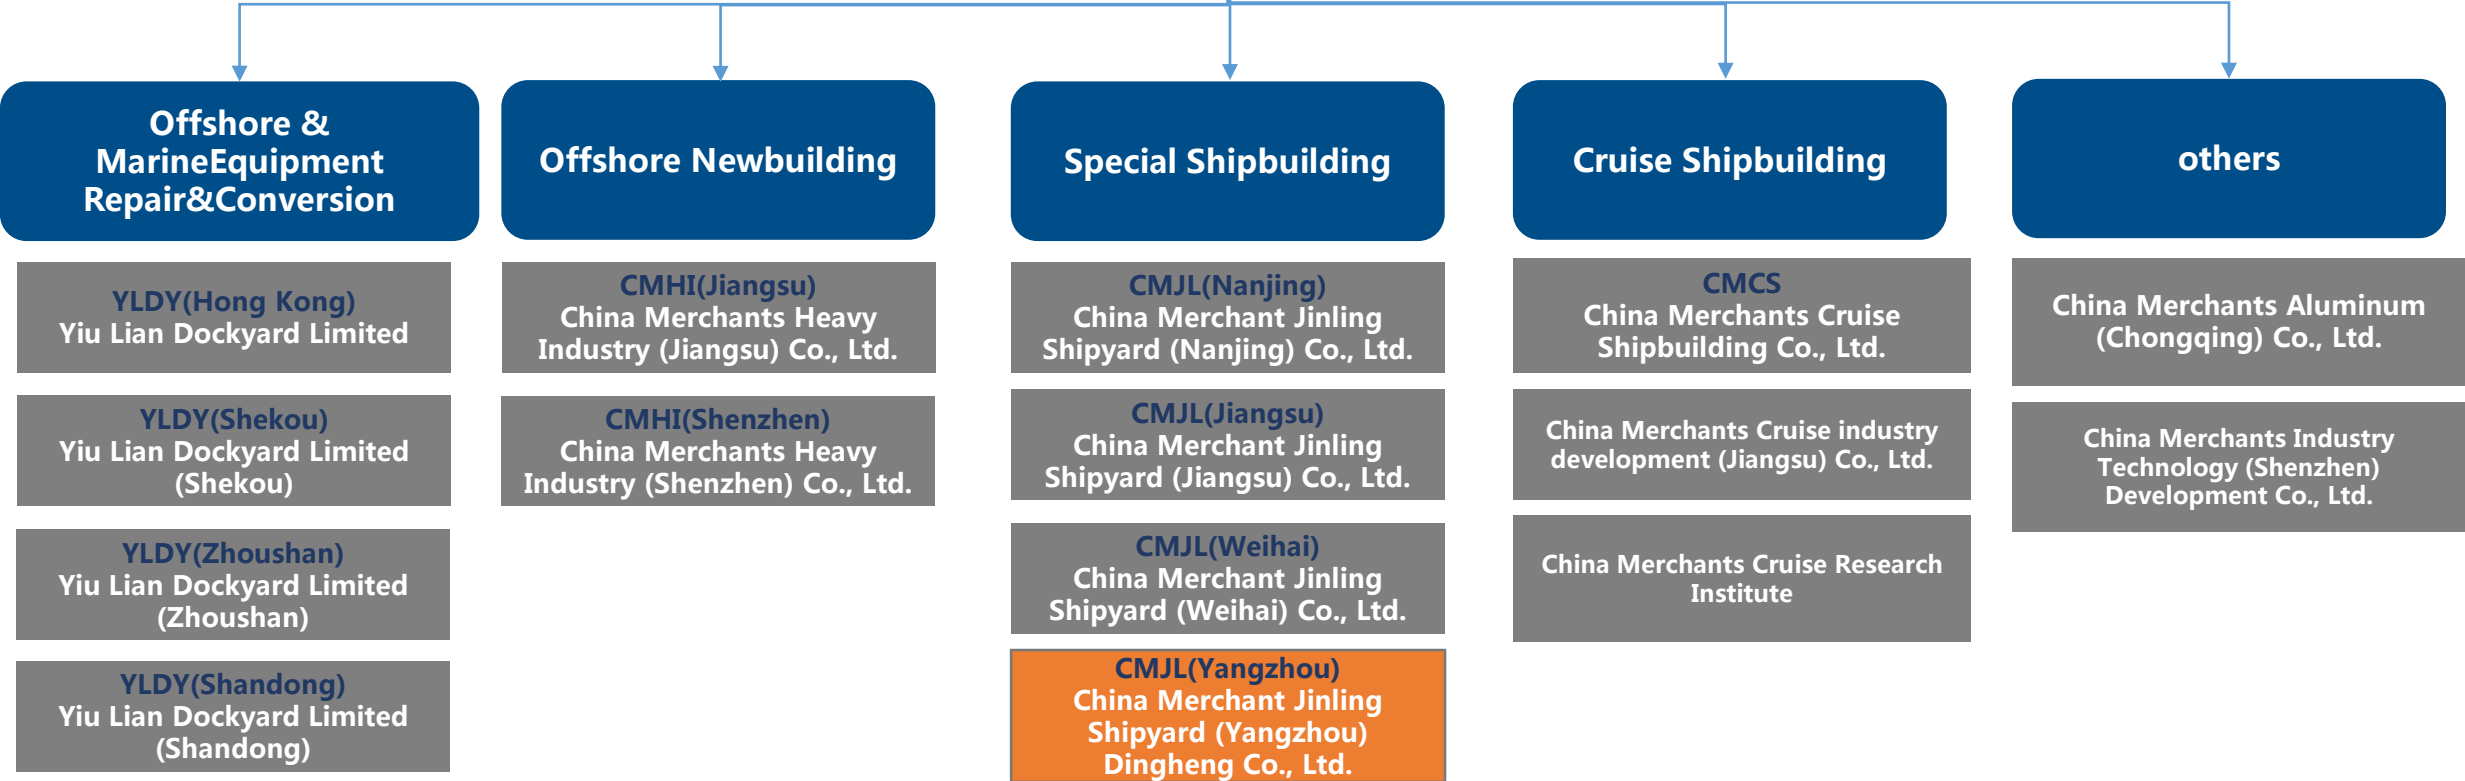 Offshore &
MarineEquipment
Repair&Conversion
Offshore Newbuilding
Special Shipbuilding
Cruise Shipbuilding
others
YLDY(Hong Kong)
Yiu Lian Dockyard Limited
YLDY(Shekou)
Yiu Lian Dockyard Limited
(Shekou)
YLDY(Zhoushan)
Yiu Lian Dockyard Limited
(Zhoushan)
YLDY(Shandong)
Yiu Lian Dockyard Limited
(Shandong)
CMHI(Jiangsu)
China Merchants Heavy
Industry (Jiangsu) Co., Ltd.
CMHI(Shenzhen)
China Merchants Heavy
Industry (Shenzhen) Co., Ltd.
CMJL(Nanjing)
China Merchant Jinling
Shipyard (Nanjing) Co., Ltd.
CMJL(Jiangsu)
China Merchant Jinling
Shipyard (Jiangsu) Co., Ltd.
CMJL(Weihai)
China Merchant Jinling
Shipyard (Weihai) Co., Ltd.
CMJL(Yangzhou)
China Merchant Jinling
Shipyard (Yangzhou)
Dingheng Co., Ltd.
CMCS
China Merchants Cruise
Shipbuilding Co., Ltd.
China Merchants Cruise industry
development (Jiangsu) Co., Ltd.
China Merchants Cruise Research
Institute
China Merchants Aluminum
(Chongqing) Co., Ltd.
China Merchants Industry
Technology (Shenzhen)
Development Co., Ltd.